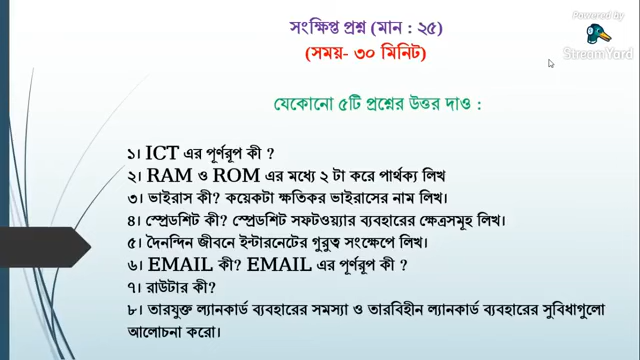 সংক্ষিপ্ত প্রশ্ন (মান : ২৫)
(সময়- ৩০ মিনিট)
Powered by
StreamYard
যেকোনো ৫টি প্রশ্নের উত্তর দাও :
১। ICT এর পূর্ণরূপ কী ?
২। RAM ও ROM এর মধ্যে ২ টা করে পার্থক্য লিখ
৩। ভাইরাস কী? কয়েকটা ক্ষতিকর ভাইরাসের নাম লিখ।
৪। স্প্রেডশিট কী? স্প্রেডশিট সফটওয়্যার ব্যবহারের ক্ষেত্রসমূহ লিখ।
৫। দৈনন্দিন জীবনে ইন্টারনেটের গুরুত্ব সংক্ষেপে লিখ।
৬। EMAIL কী? EMAIL এর পূর্ণরূপ কী ?
৭। রাউটার কী?
৮। তারযুক্ত ল্যানকার্ড ব্যবহারের সমস্যা ও তারবিহীন ল্যানকার্ড ব্যবহারের সুবিধাগুলো
আলোচনা করো।